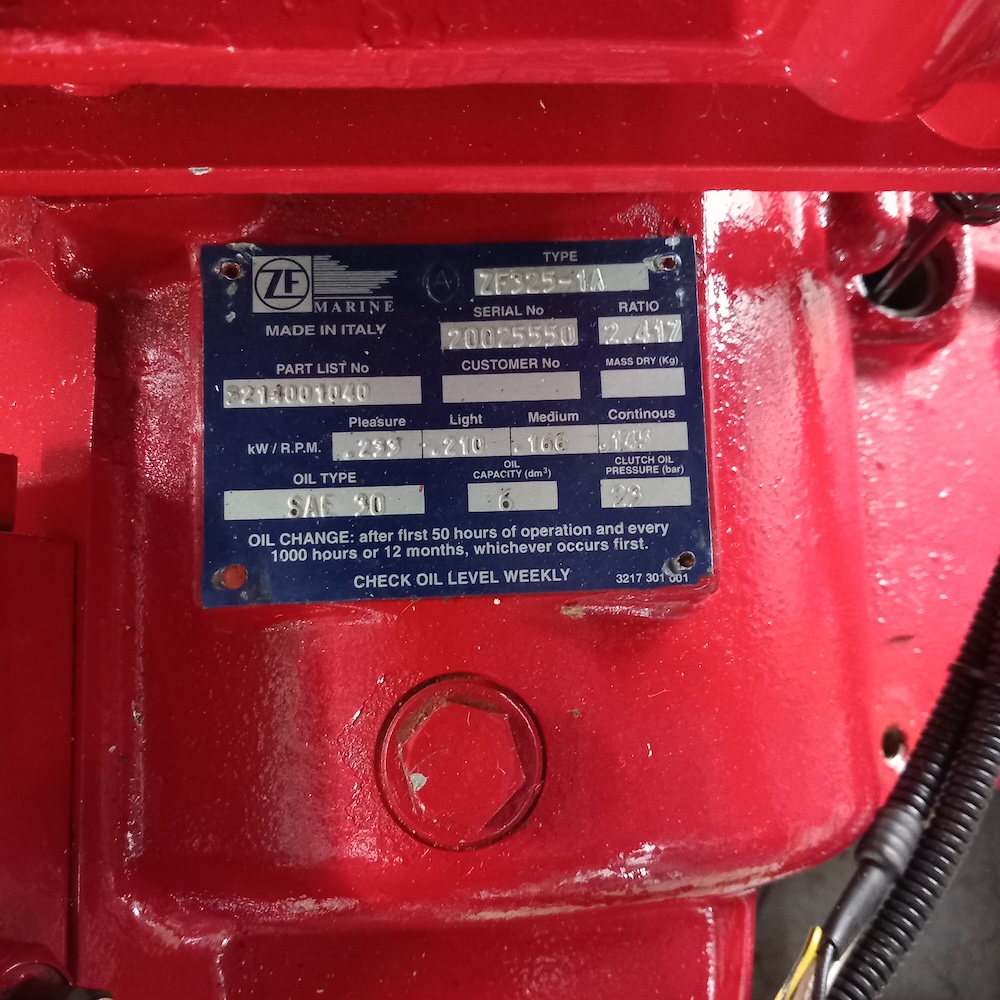 ZF
MARINE
MADE IN ITALY
TYPE
ZF325-1A
SERIAL No
20025550
RATIO
2.417
PART LIST No
3214001040
CUSTOMER No
MASS DRY (Kg)
Pleasure Light Medium Continous
kW / R.P.M. .210
OIL TYPE
SAE 30
OIL
CAPACITY (dm³)
6
CLUTCH OIL
PRESSURE (bar)
23
OIL CHANGE: after first 50 hours of operation and every
1000 hours or 12 months, whichever occurs first.
CHECK OIL LEVEL WEEKLY
3217 301 001